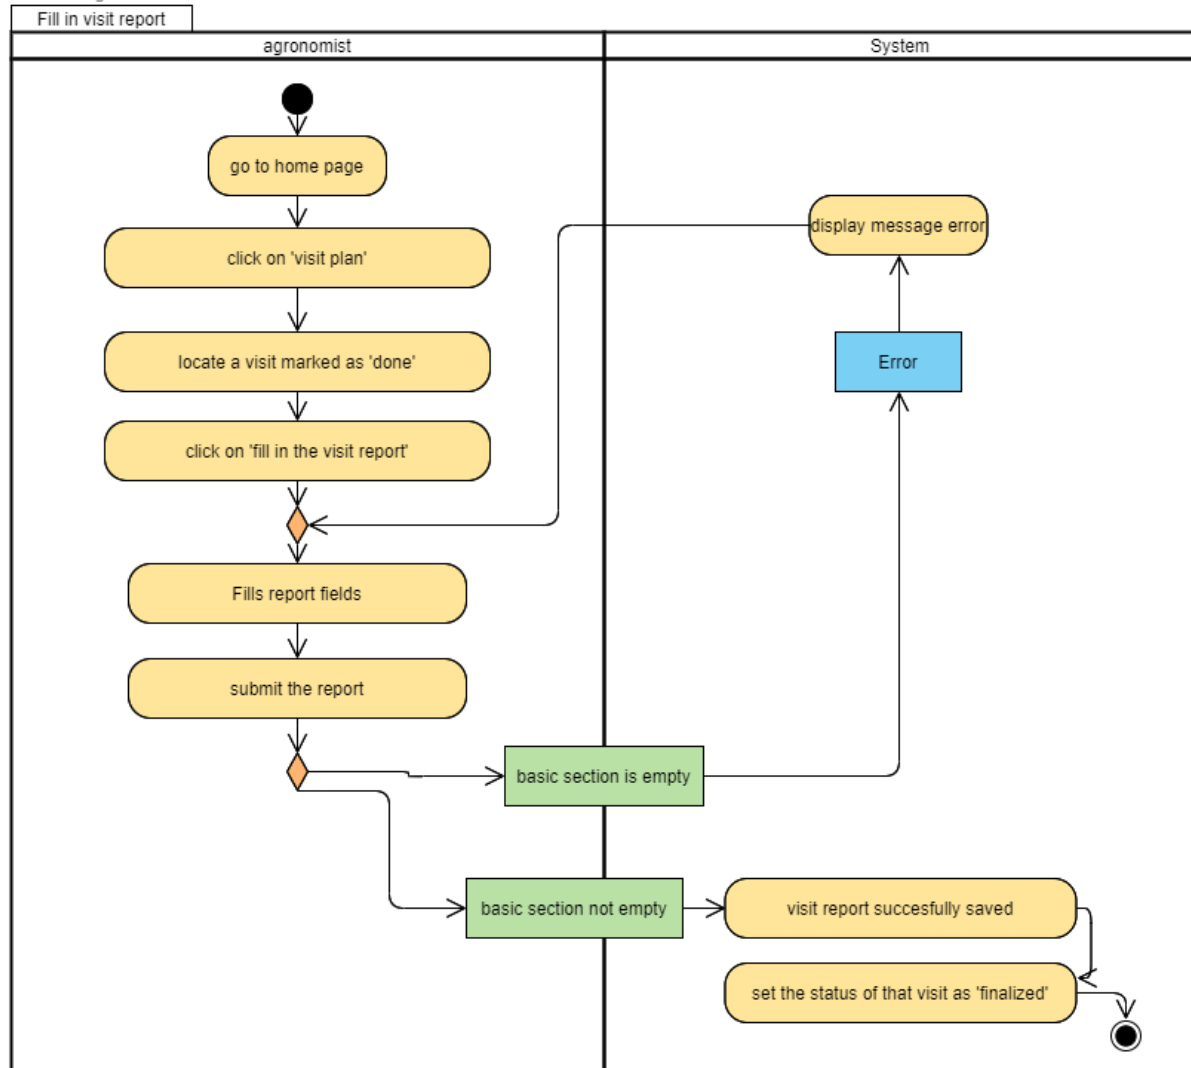 Fill in visit report
agronomist
System
go to home page
click on 'visit plan'
display message error
locate a visit marked as 'done'
Error
click on 'fill in the visit report'
Fills report fields
submit the report
basic section is empty
basic section not empty
visit report succesfully saved
set the status of that visit as 'finalized'